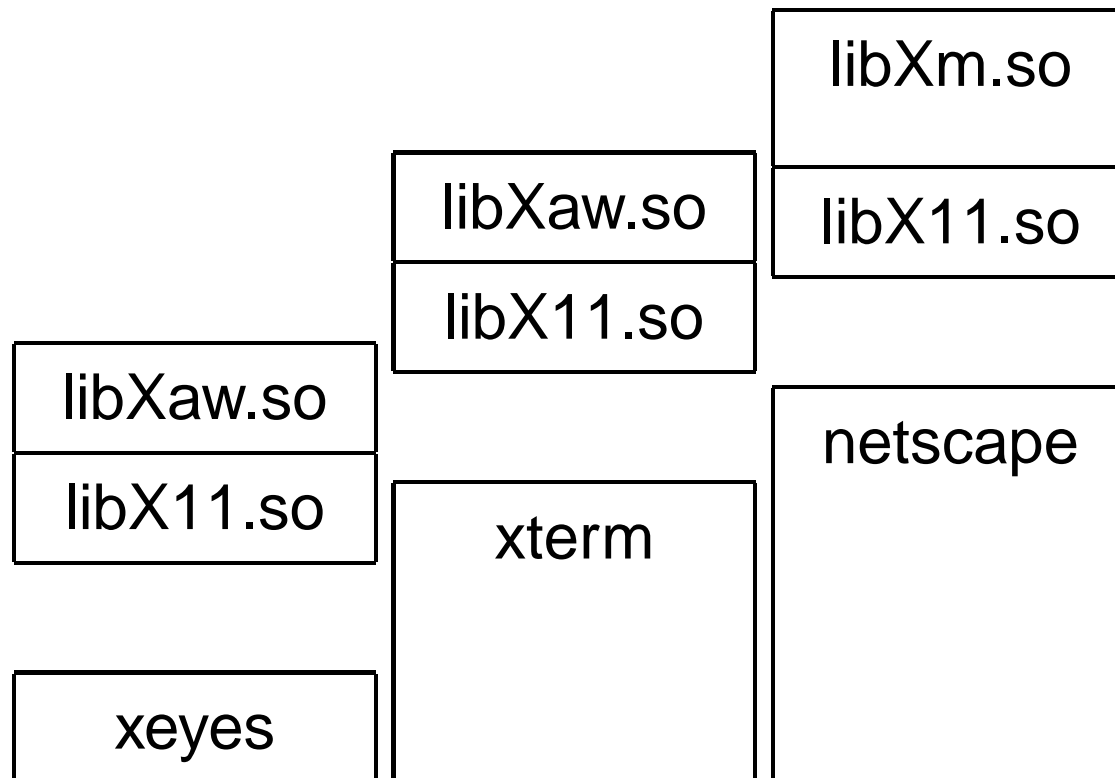 libXaw.so
libX11.so
xeyes
libXaw.so
libX11.so
xterm
libXm.so
libX11.so
netscape